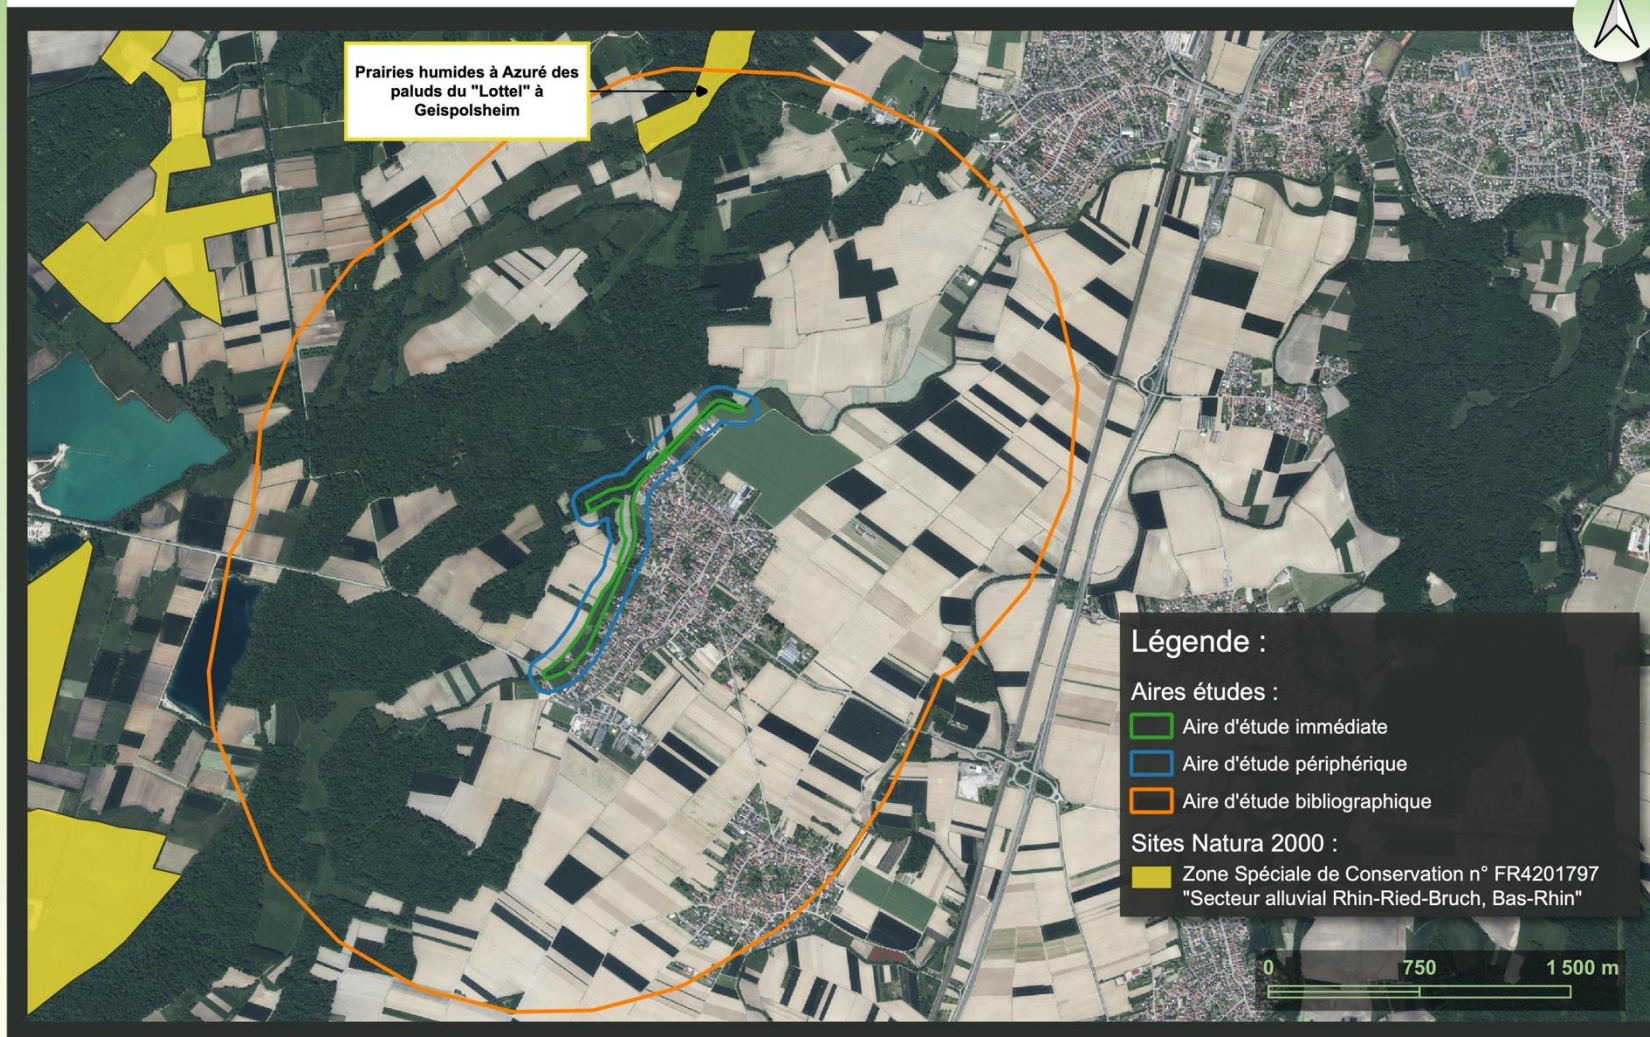 Prairies humides à Azuré des
paluds du "Lottel" à
Geispolsheim
Légende :
Aires études :
Aire d'étude immédiate
Aire d'étude périphérique
Aire d'étude bibliographique
Sites Natura 2000 :
Zone Spéciale de Conservation n° FR4201797
"Secteur alluvial Rhin-Ried-Bruch, Bas-Rhin"
0 750 1 500 m